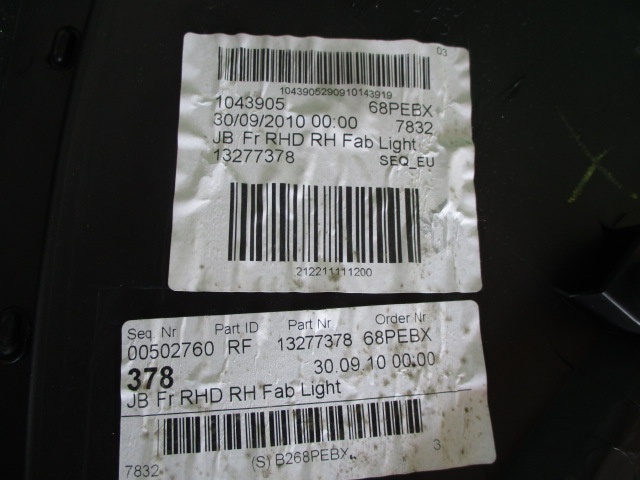 03
1043905290910143919
1043905 68PEBX
30/09/2010 00:00 7832
JB Fr RHD RH Fab Light
13277378 SEQ_EU
212211111200
Seq Nr Part ID Part Nr Order Nr
00502760 RF 13277378 68PEBX
378 30.09.10 00:00
JB Fr RHD RH Fab Light
7832 (S) B268PEBX 3